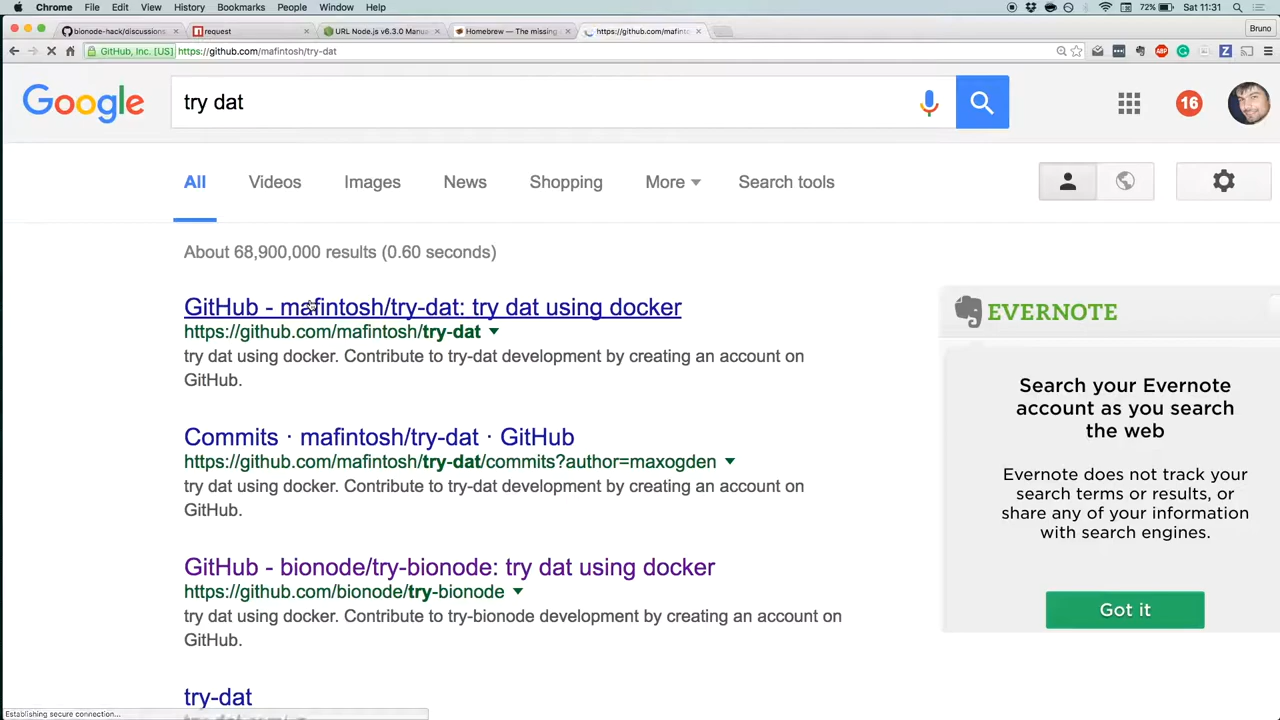 Chrome File Edit View History Bookmarks People Window Help 72% Sat 11:31
bionode-hack/discussions request URL Node.js v6.3.0 Manua Homebrew — The missing https://github.com/mafinto Bruno
GitHub, Inc. [US] https://github.com/mafintosh/try-dat
Google try dat 16
All Videos Images News Shopping More Search tools
About 68,900,000 results (0.60 seconds)
GitHub - mafintosh/try-dat: try dat using docker
https://github.com/mafintosh/try-dat
try dat using docker. Contribute to try-dat development by creating an account on
GitHub.
Commits · mafintosh/try-dat · GitHub
https://github.com/mafintosh/try-dat/commits?author=maxogden
try dat using docker. Contribute to try-dat development by creating an account on
GitHub.
GitHub - bionode/try-bionode: try dat using docker
https://github.com/bionode/try-bionode
try dat using docker. Contribute to try-bionode development by creating an account on
GitHub.
try-dat
EVERNOTE
Search your Evernote
account as you search
the web
Evernote does not track your
search terms or results, or
share any of your information
with search engines.
Got it
Establishing secure connection...